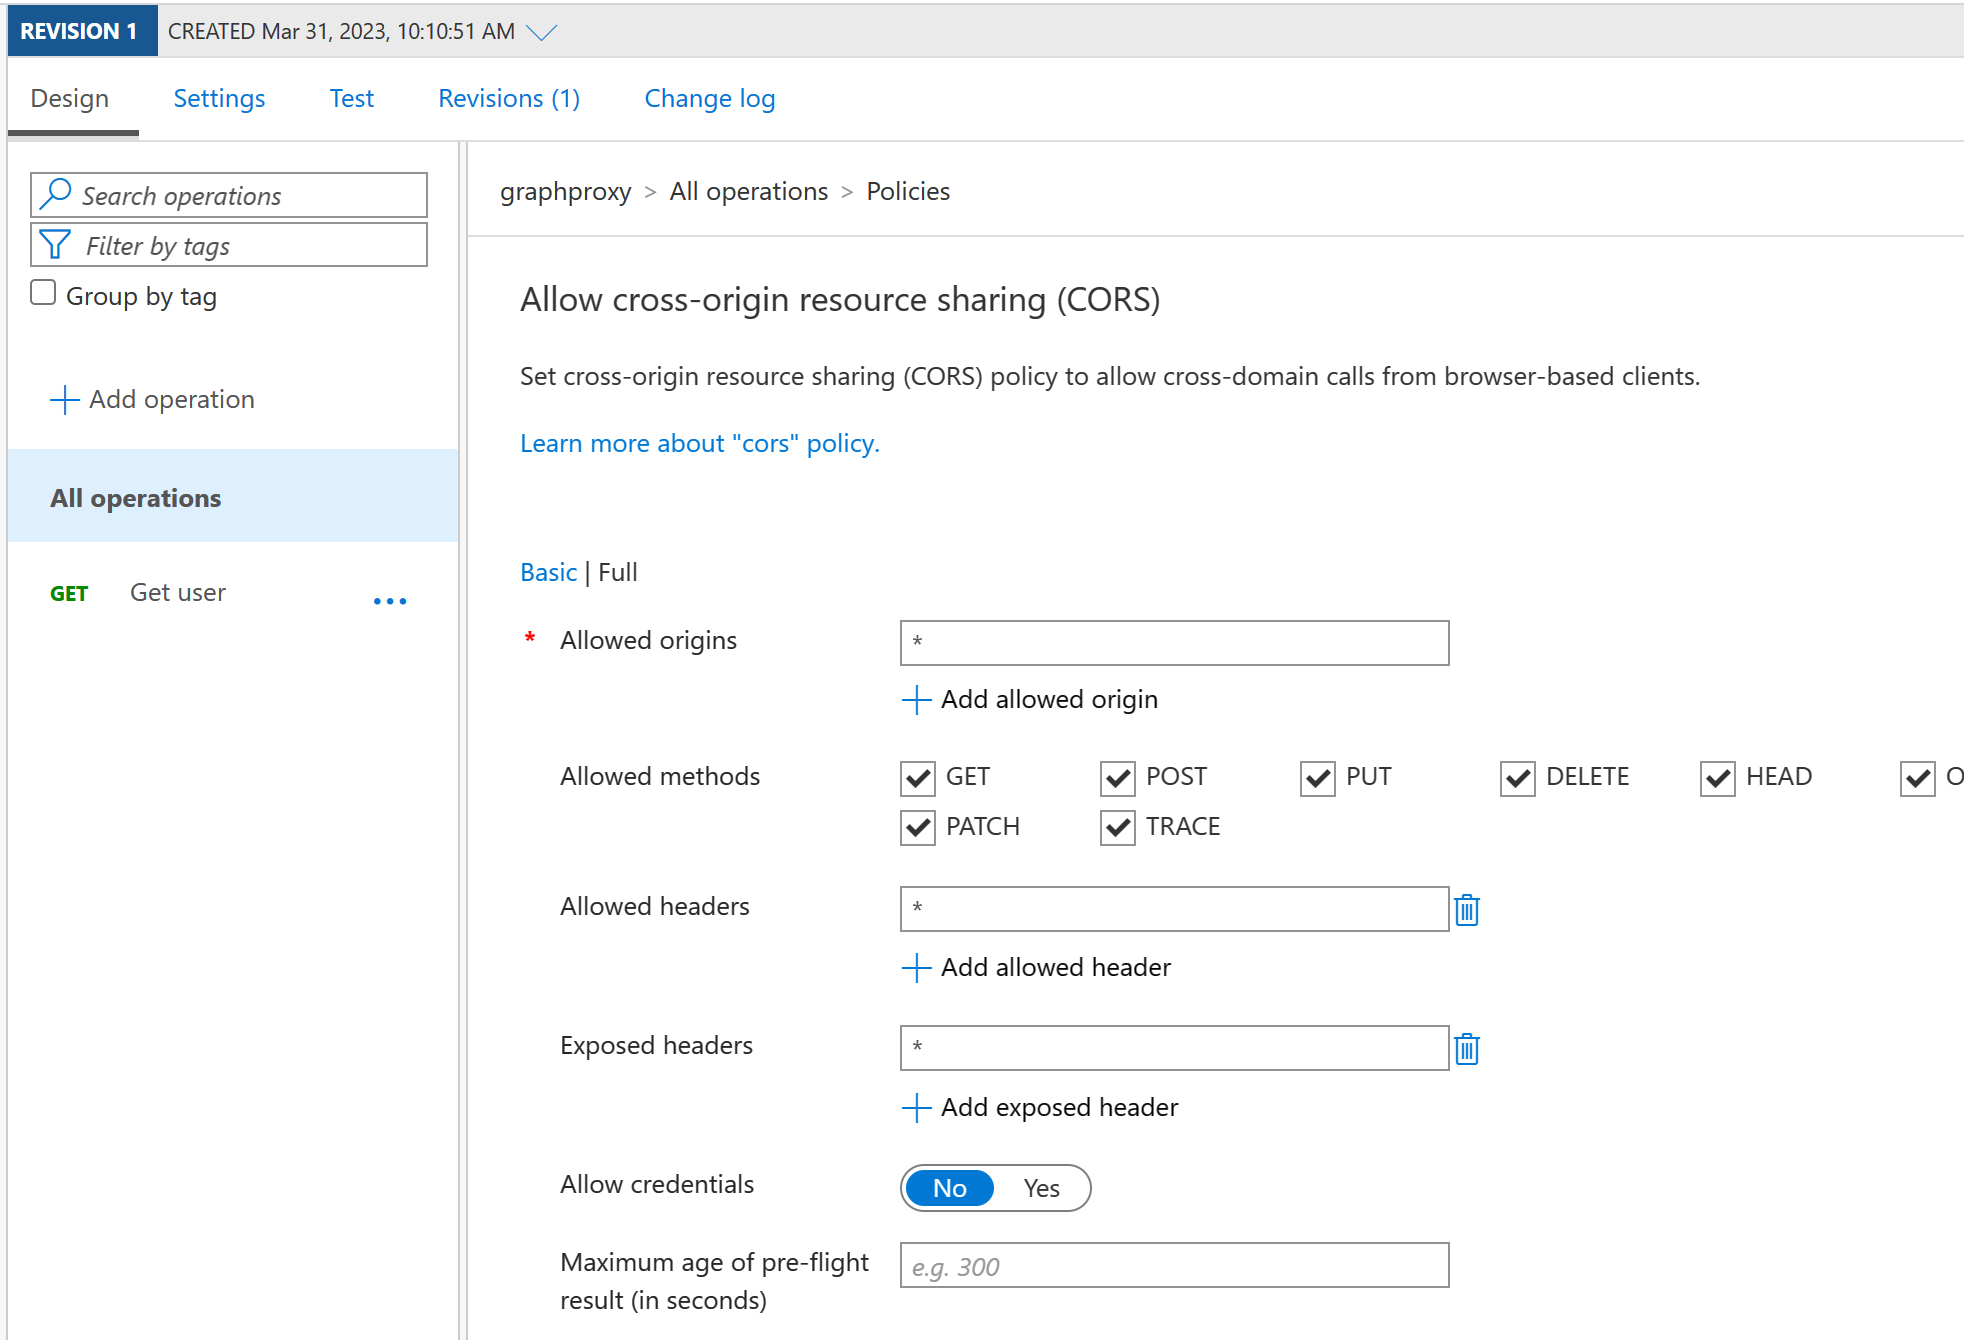 REVISION 1 CREATED Mar 31, 2023, 10:10:51 AM
Design Settings Test Revisions (1) Change log
Search operations
Filter by tags
Group by tag
Add operation
All operations
GET Get user
graphproxy > All operations > Policies
Allow cross-origin resource sharing (CORS)
Set cross-origin resource sharing (CORS) policy to allow cross-domain calls from browser-based clients.
Learn more about "cors" policy.
Basic | Full
* Allowed origins *
Add allowed origin
Allowed methods GET POST PUT DELETE HEAD
PATCH TRACE
Allowed headers *
Add allowed header
Exposed headers *
Add exposed header
Allow credentials No Yes
Maximum age of pre-flight
result (in seconds)
e.g. 300